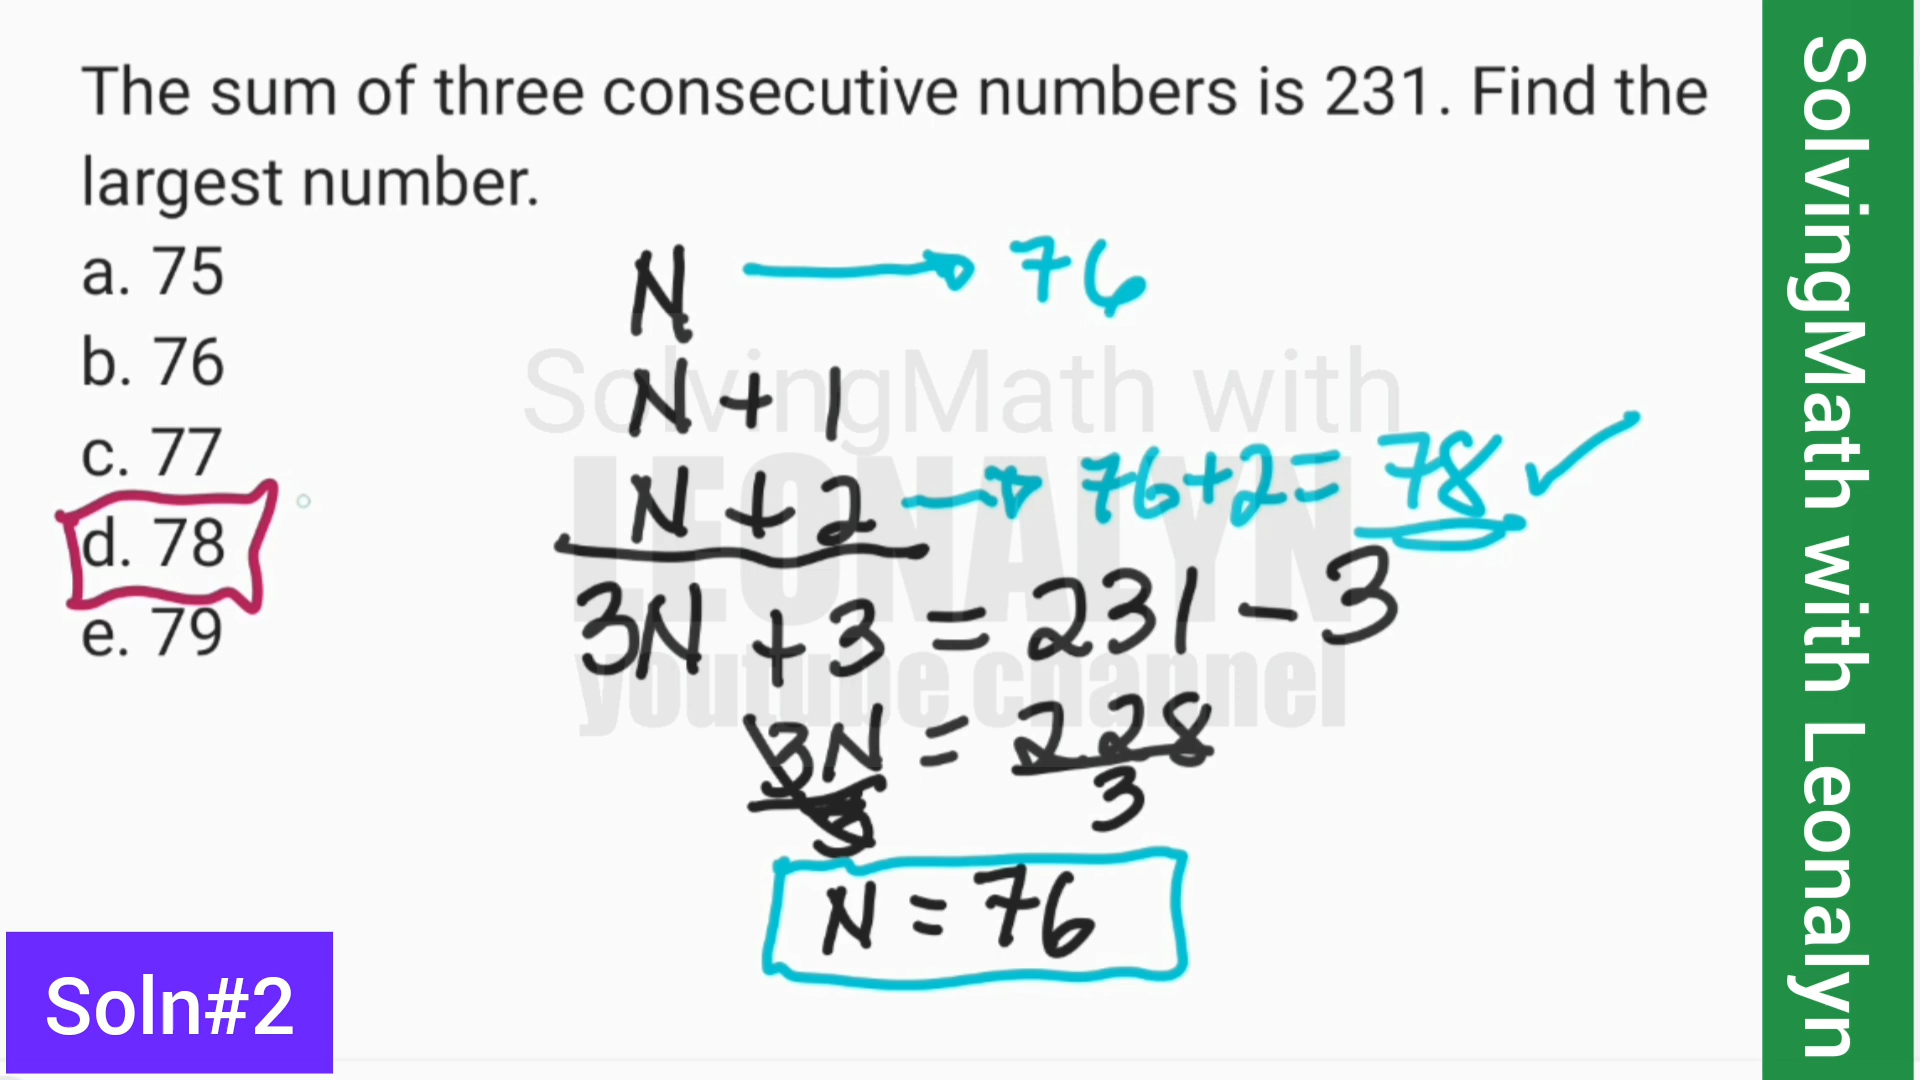 The sum of three consecutive numbers is 231. Find the
largest number.
a. 75
b. 76
c. 77
d. 78
e. 79
N → 76
N + 1
N + 2 → 76+2= 78 ✓
3N + 3 = 231 - 3
3N = 228
3 3
N = 76
SolvingMath with
LEONALYN
youtube channel
Soln#2
SolvingMath with Leonalyn